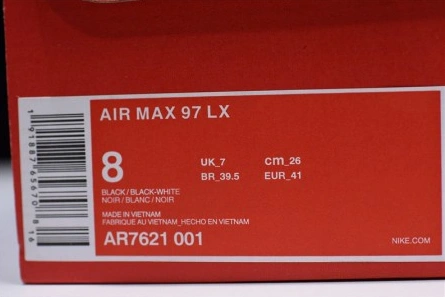 AIR MAX 97 LX
8
UK_7 cm_26
BR_39.5 EUR_41
BLACK/BLACK-WHITE
NOIR/BLANC/NOIR
MADE IN VIETNAM
FABRIQUE AU VIETNAM_HECHO EN VIETNAM
AR7621 001
NIKE.COM